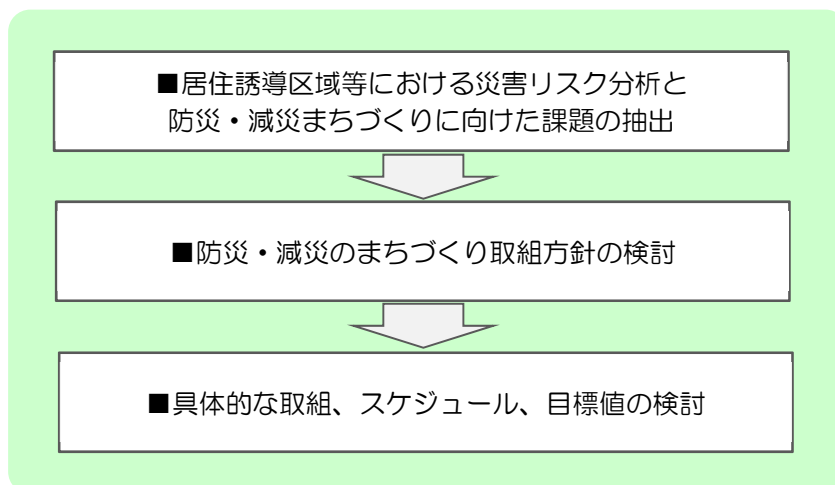 ■居住誘導区域等における災害リスク分析と
防災・減災まちづくりに向けた課題の抽出
■防災・減災のまちづくり取組方針の検討
■具体的な取組、スケジュール、目標値の検討